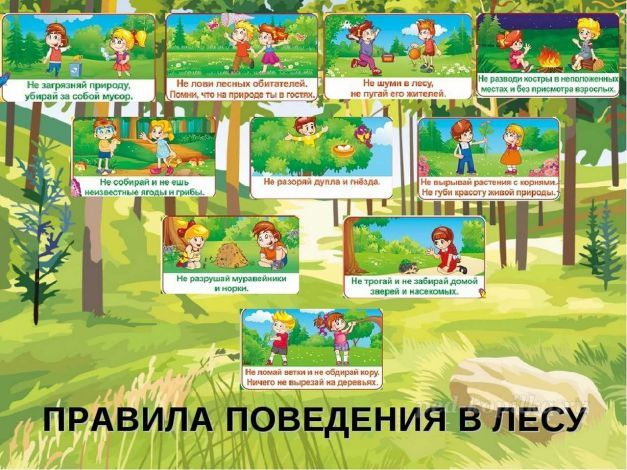 Не загрязняй природу,
убирай за собой мусор.
Не лови лесных обитателей.
Помни, что на природе ты в гостях.
Не шуми в лесу,
не пугай его жителей.
Не разводи костры в неположенных
местах и без присмотра взрослых.
Не собирай и не ешь
неизвестные ягоды и грибы.
Не разоряй дупла и гнёзда.
Не вырывай растения с корнями.
Не губи красоту живой природы.
Не разрушай муравейники
и норки.
Не трогай и не забирай домой
зверей и насекомых.
Не ломай ветки и не обдирай кору.
Ничего не вырезай на деревьях.
ПРАВИЛА ПОВЕДЕНИЯ В ЛЕСУ